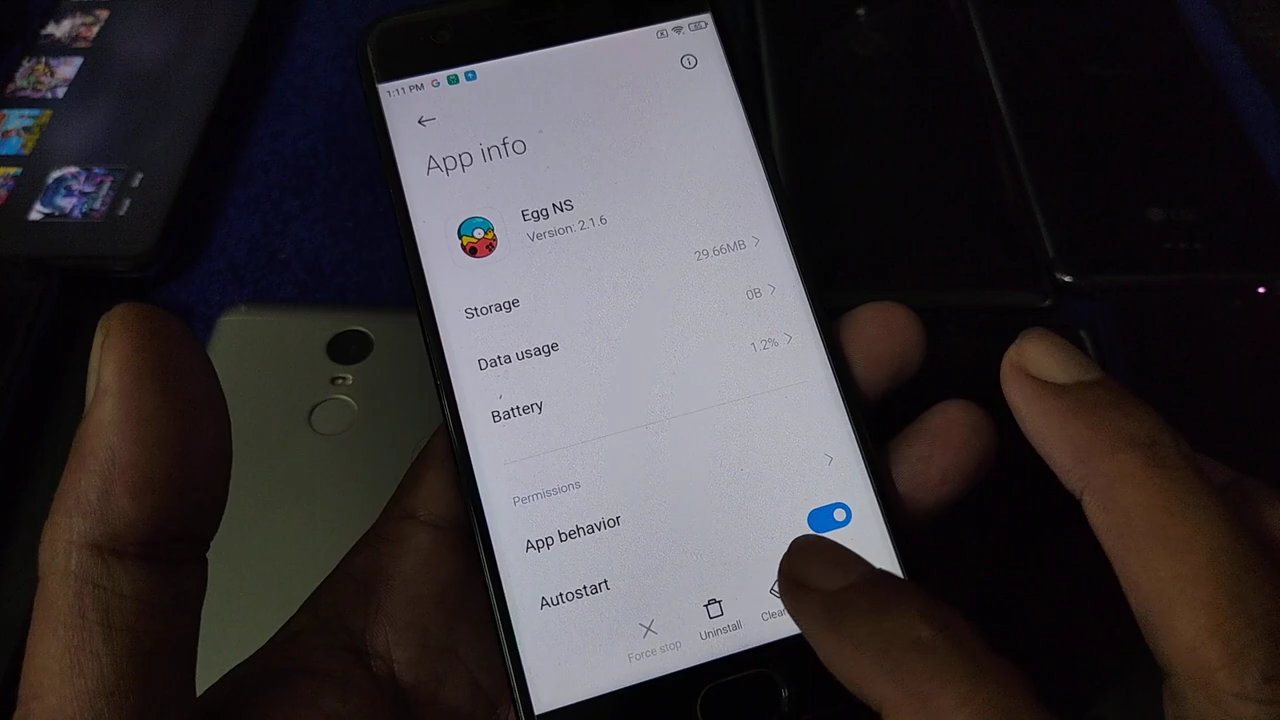 1:11 PM
App info
Egg NS
Version: 2.1.6
Storage 29.66MB
Data usage 0B
Battery 1.2%
Permissions
App behavior
Autostart
Force stop
Uninstall
Clear